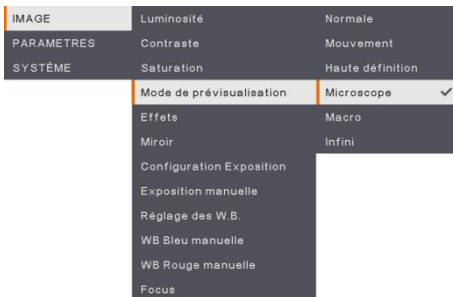 IMAGE
PARAMETRES
SYSTÈME
Luminosité
Contraste
Saturation
Mode de prévisualisation
Effets
Miroir
Configuration Exposition
Exposition manuelle
Réglage des W.B.
WB Bleu manuelle
WB Rouge manuelle
Focus
Normale
Mouvement
Haute définition
Microscope
Macro
Infini